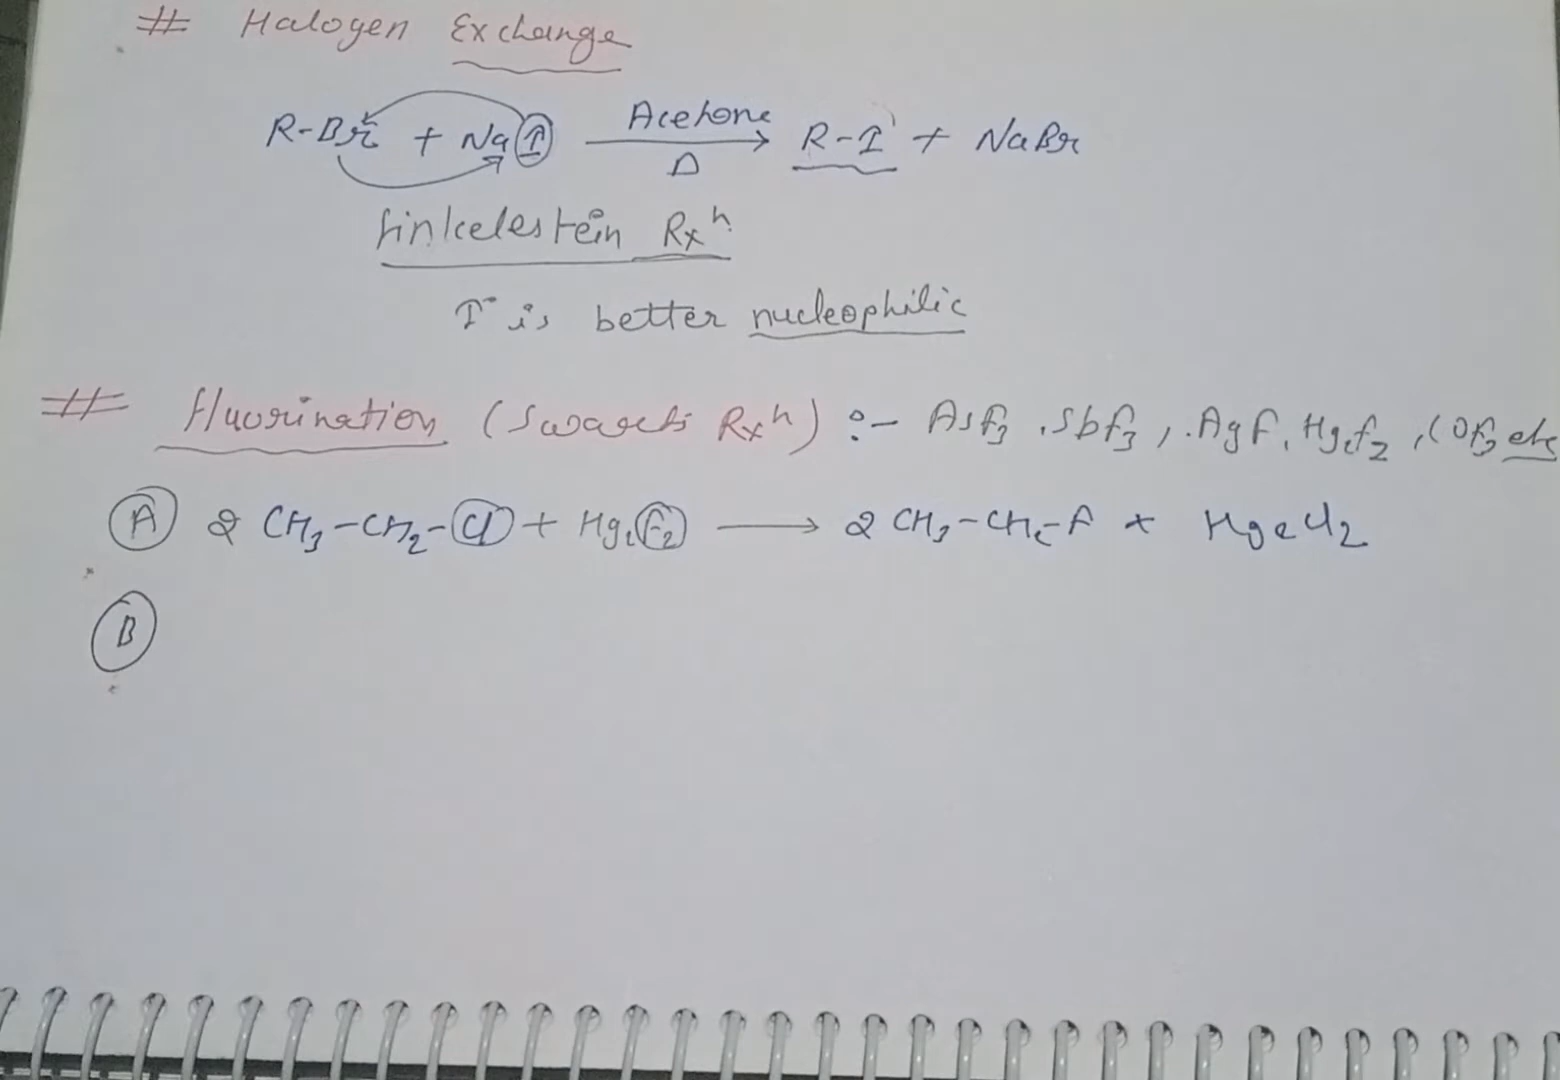 # Halogen Exchange
R-Br + NaI Acetone Δ R-I + NaBr
finkelestein Rxn
I⁻ is better nucleophilic
# fluorination (Swarts Rxn) :- AsF3, SbF3, AgF, Hg2F2, COF3 etc
A 2 CH3-CH2-Cl + Hg2F2 → 2 CH3-CH2-F + Hg2Cl2
B